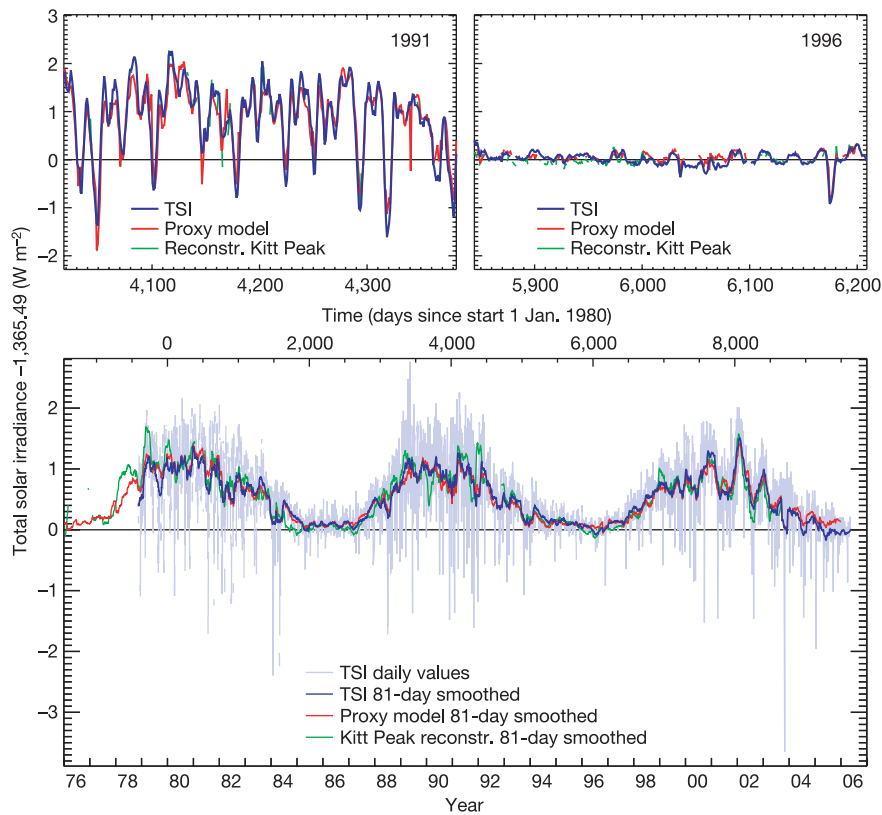 3
2
1
0
−1
−2
1991
TSI
Proxy model
Reconstr. Kitt Peak
4,100
4,200
4,300
1996
TSI
Proxy model
Reconstr. Kitt Peak
5,900
6,000
6,100
6,200
Time (days since start 1 Jan. 1980)
0
2,000
4,000
6,000
8,000
Total solar irradiance −1,365.49 (W m−2)
2
1
0
−1
−2
−3
TSI daily values
TSI 81-day smoothed
Proxy model 81-day smoothed
Kitt Peak reconstr. 81-day smoothed
76 78 80 82 84 86 88 90 92 94 96 98 00 02 04 06
Year